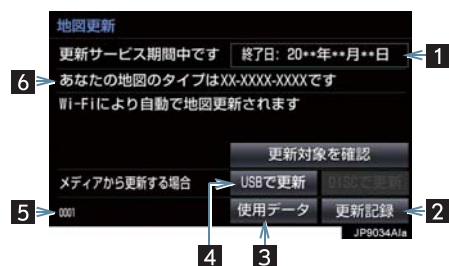 地図更新
更新サービス期間中です 終了日: 20**年**月**日 1
6 あなたの地図のタイプはXX-XXXX-XXXXです
Wi-Fiにより自動で地図更新されます
更新対象を確認
メディアから更新する場合 USBで更新 DISCで更新
5 0001 使用データ 更新記録 2
JP9034AIa
4 3